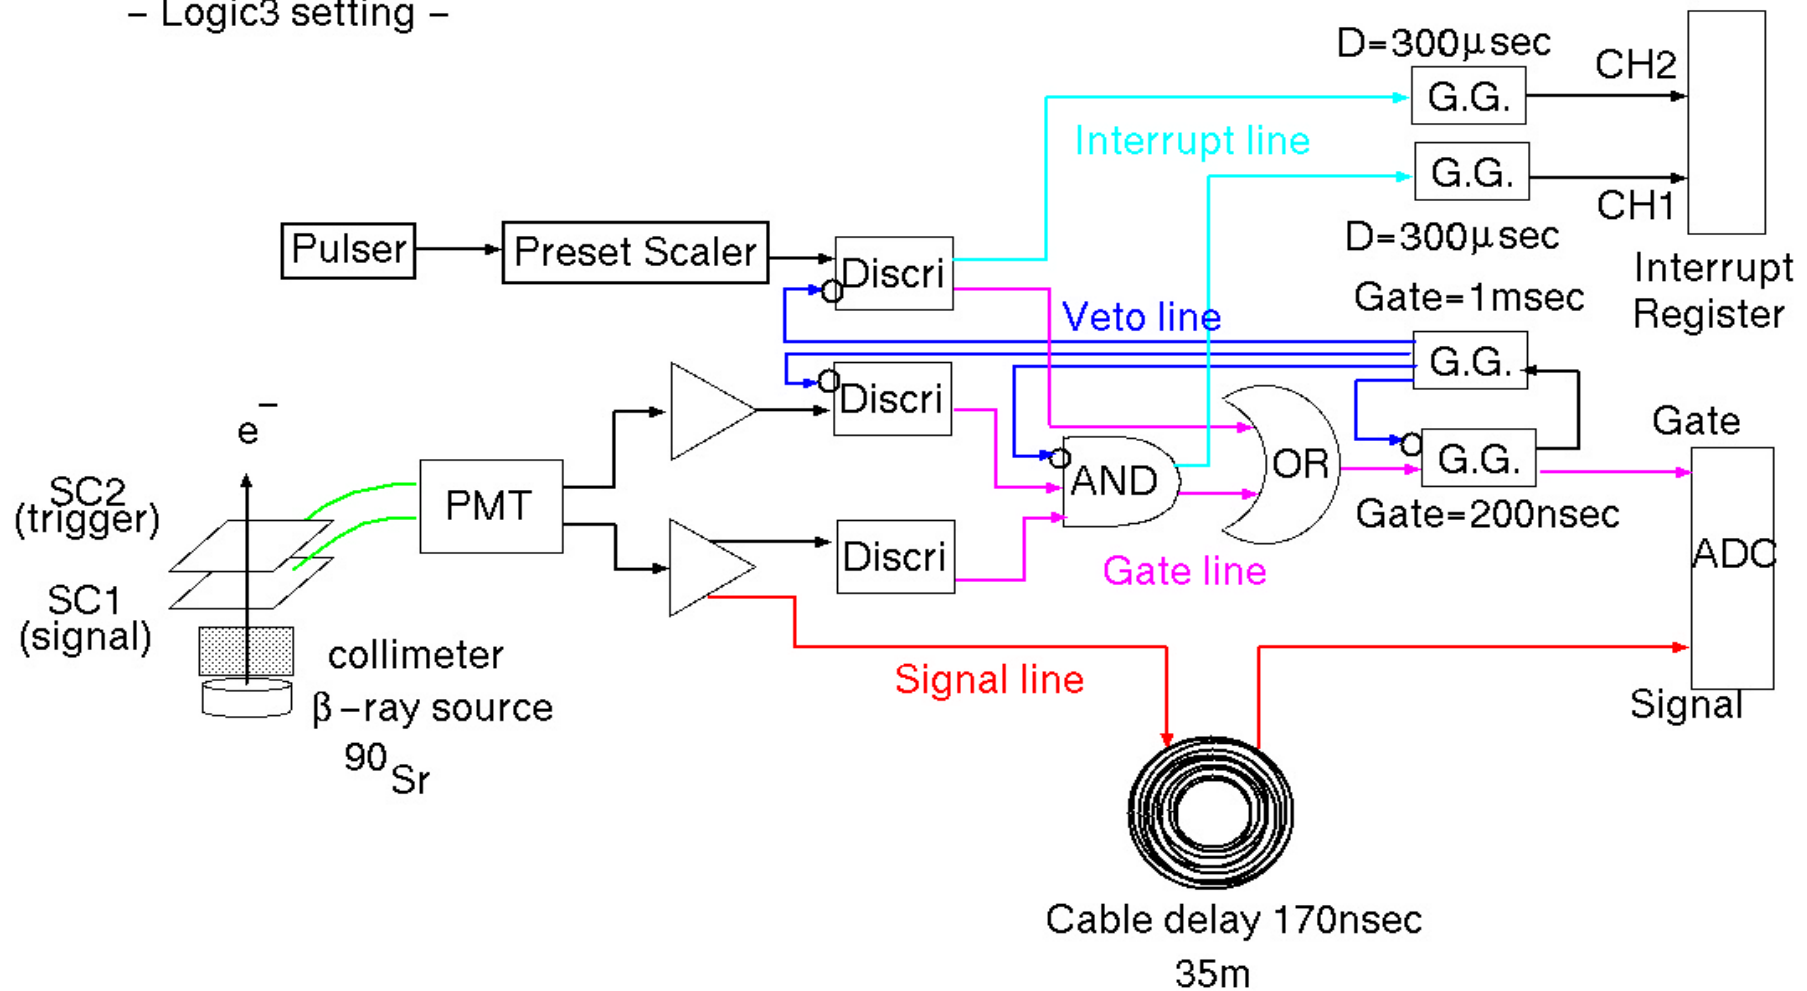 – Logic3 setting –
D=300μsec
CH2
G.G.
Interrupt line
G.G.
CH1
D=300μsec
Pulser
Preset Scaler
Discri
Interrupt
Register
Gate=1msec
Veto line
G.G.
Discri
Gate
e–
SC2
(trigger)
PMT
AND
OR
G.G.
Gate=200nsec
Discri
Gate line
ADC
SC1
(signal)
collimeter
Signal line
Signal
β–ray source
90Sr
Cable delay 170nsec
35m